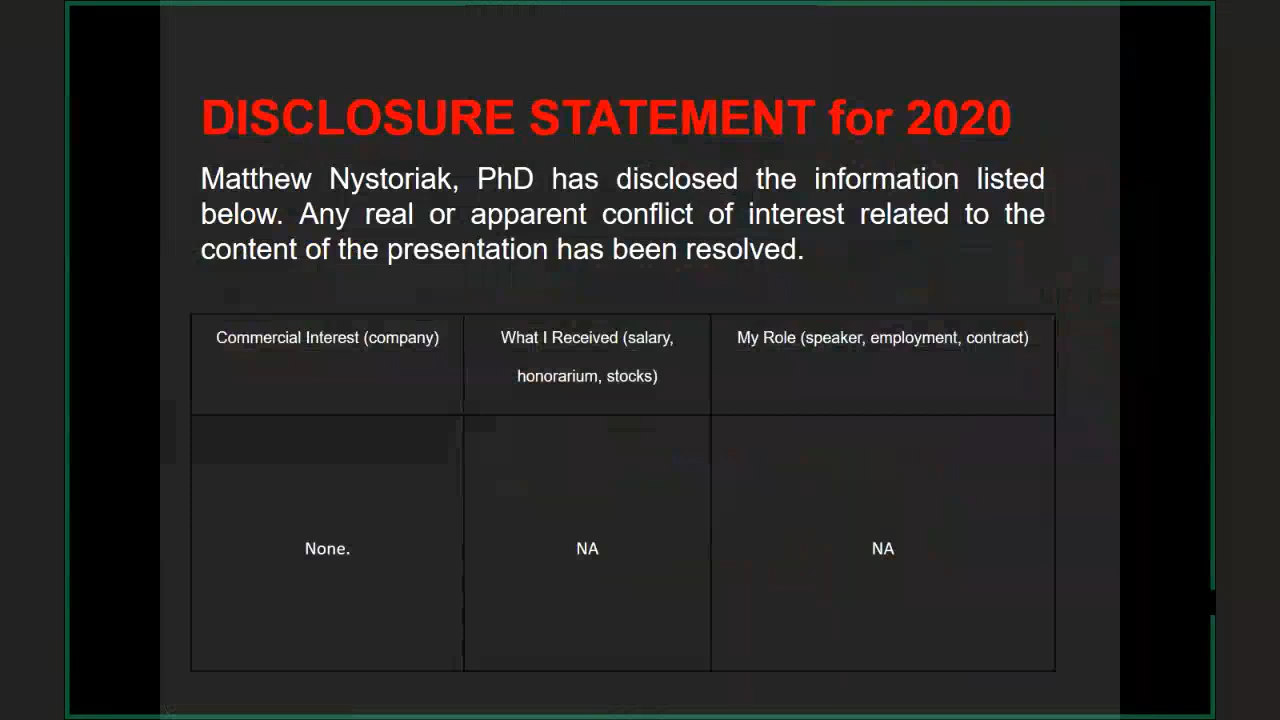 DISCLOSURE STATEMENT for 2020
Matthew Nystoriak, PhD has disclosed the information listed
below. Any real or apparent conflict of interest related to the
content of the presentation has been resolved.
Commercial Interest (company)
What I Received (salary,
honorarium, stocks)
My Role (speaker, employment, contract)
None.
NA
NA